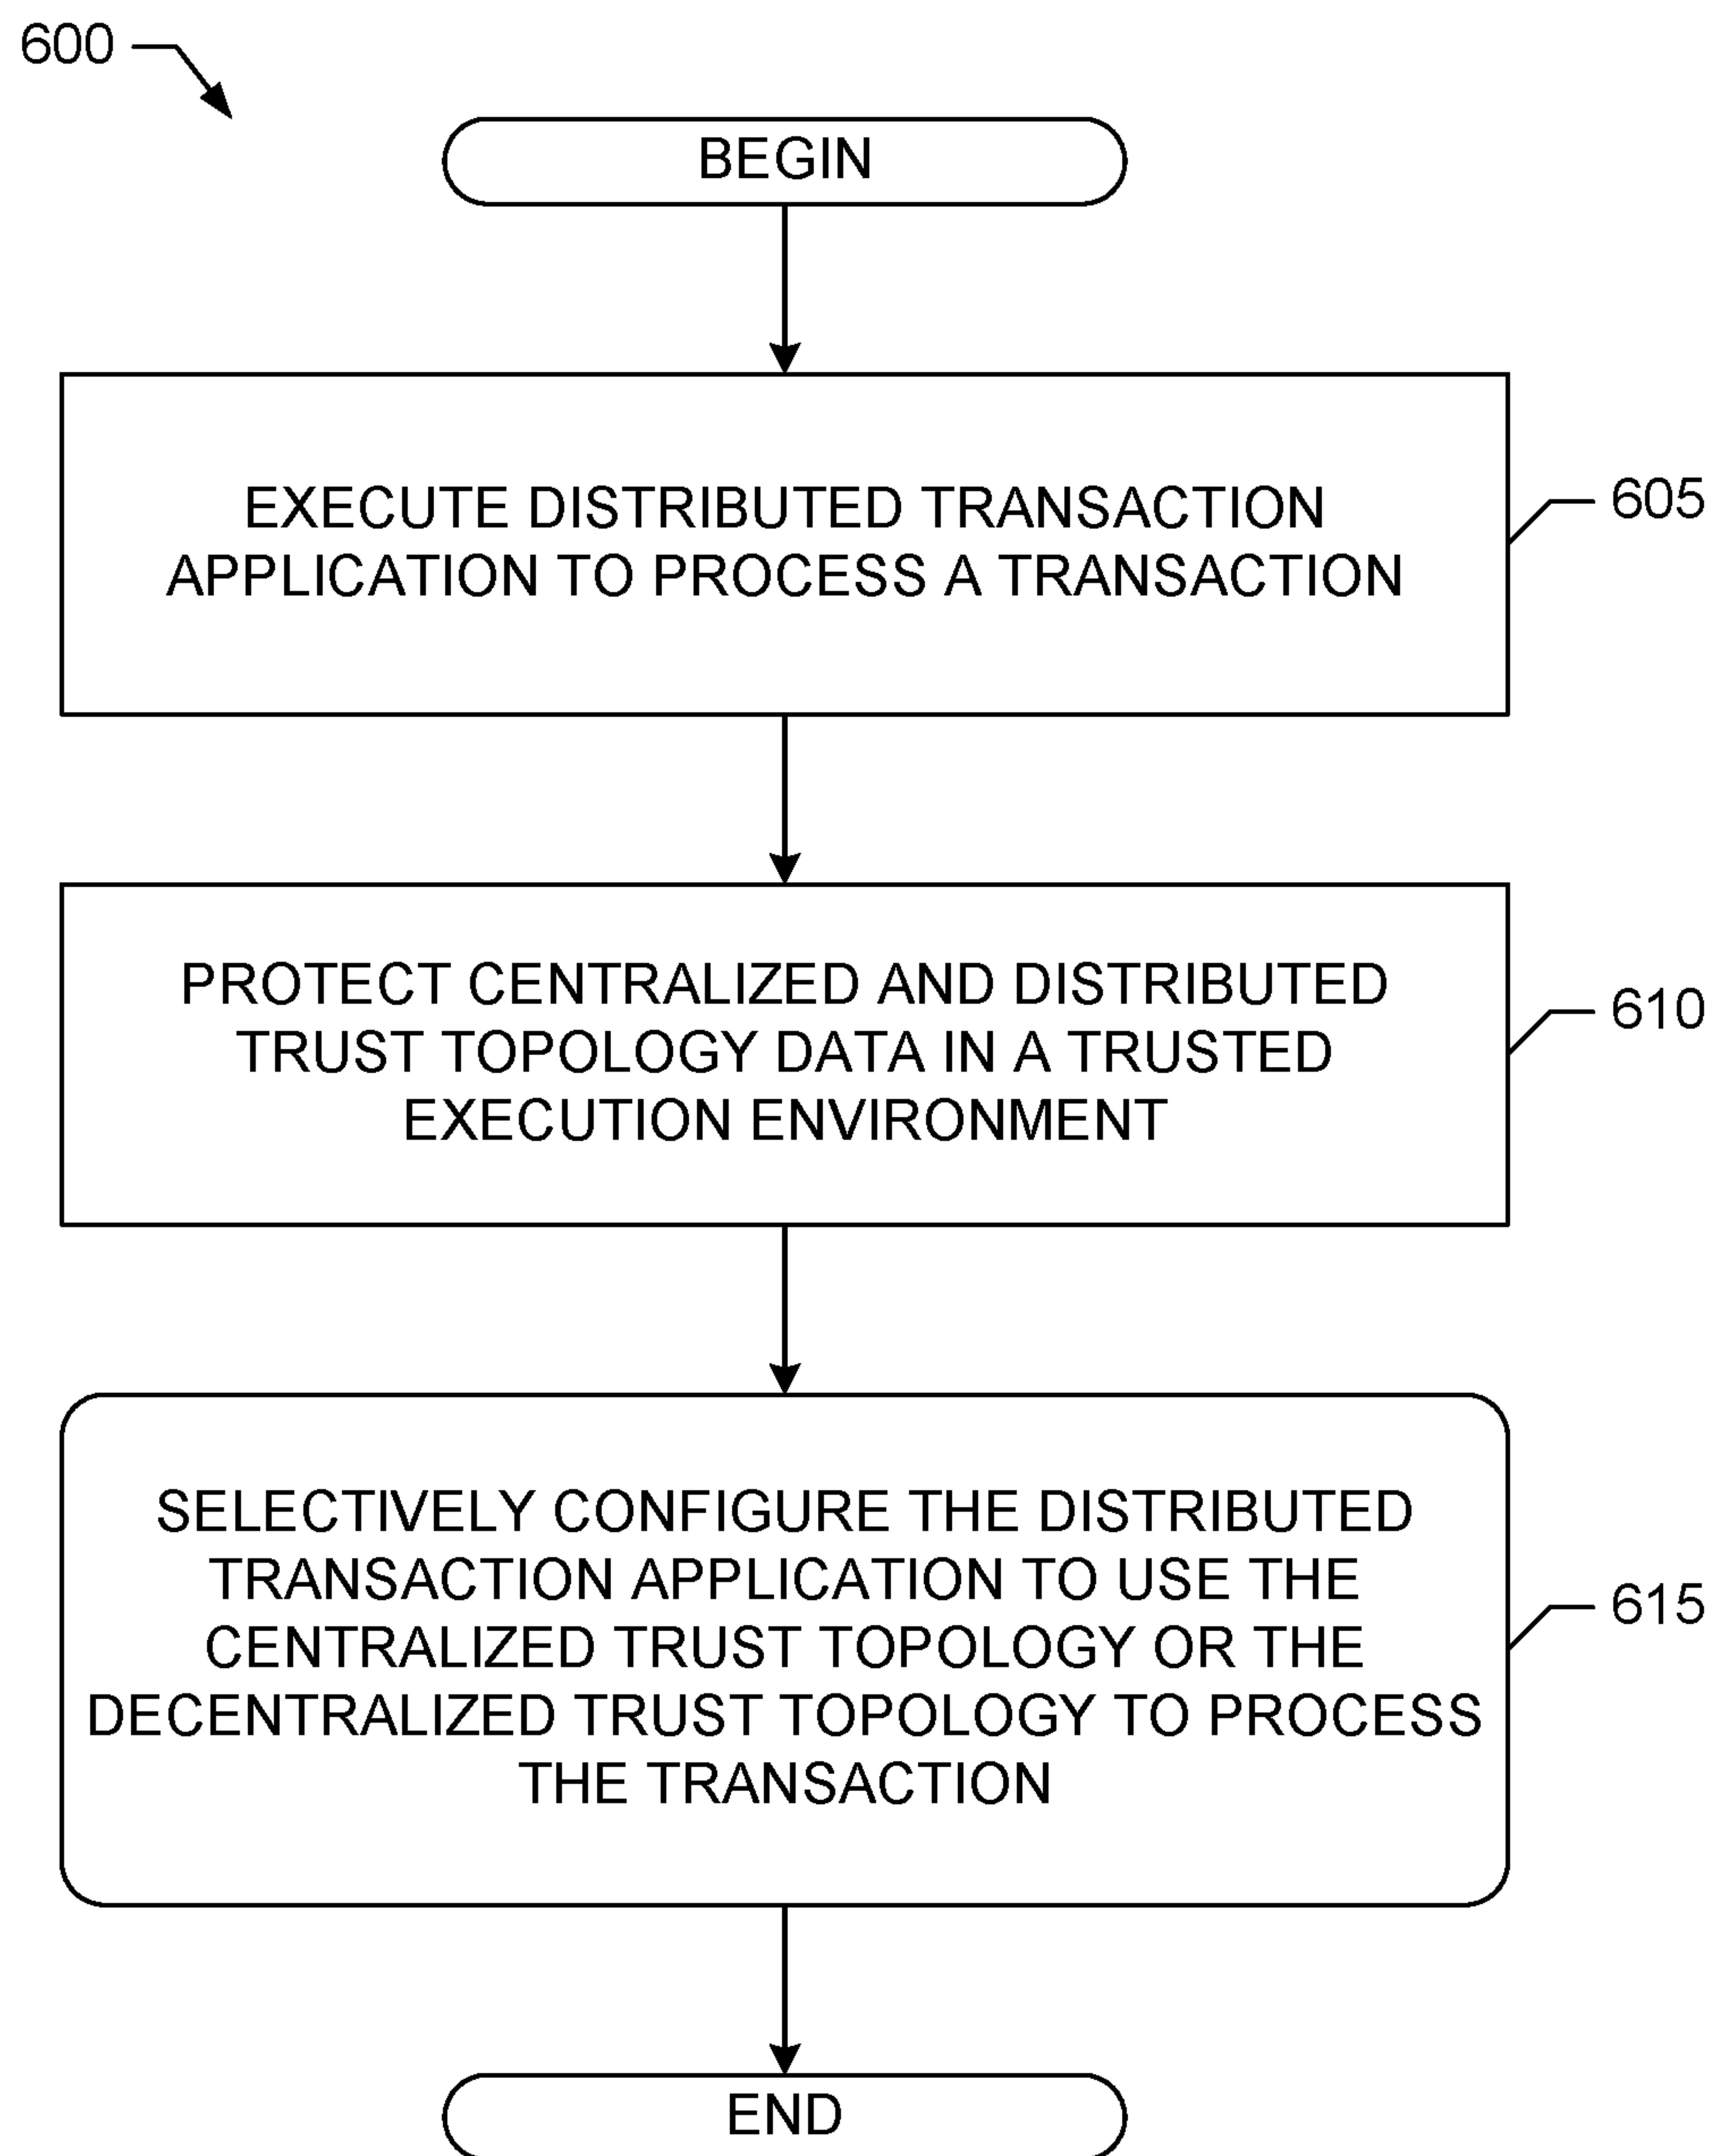 600
BEGIN
EXECUTE DISTRIBUTED TRANSACTION
APPLICATION TO PROCESS A TRANSACTION
605
PROTECT CENTRALIZED AND DISTRIBUTED
TRUST TOPOLOGY DATA IN A TRUSTED
EXECUTION ENVIRONMENT
610
SELECTIVELY CONFIGURE THE DISTRIBUTED
TRANSACTION APPLICATION TO USE THE
CENTRALIZED TRUST TOPOLOGY OR THE
DECENTRALIZED TRUST TOPOLOGY TO PROCESS
THE TRANSACTION
615
END